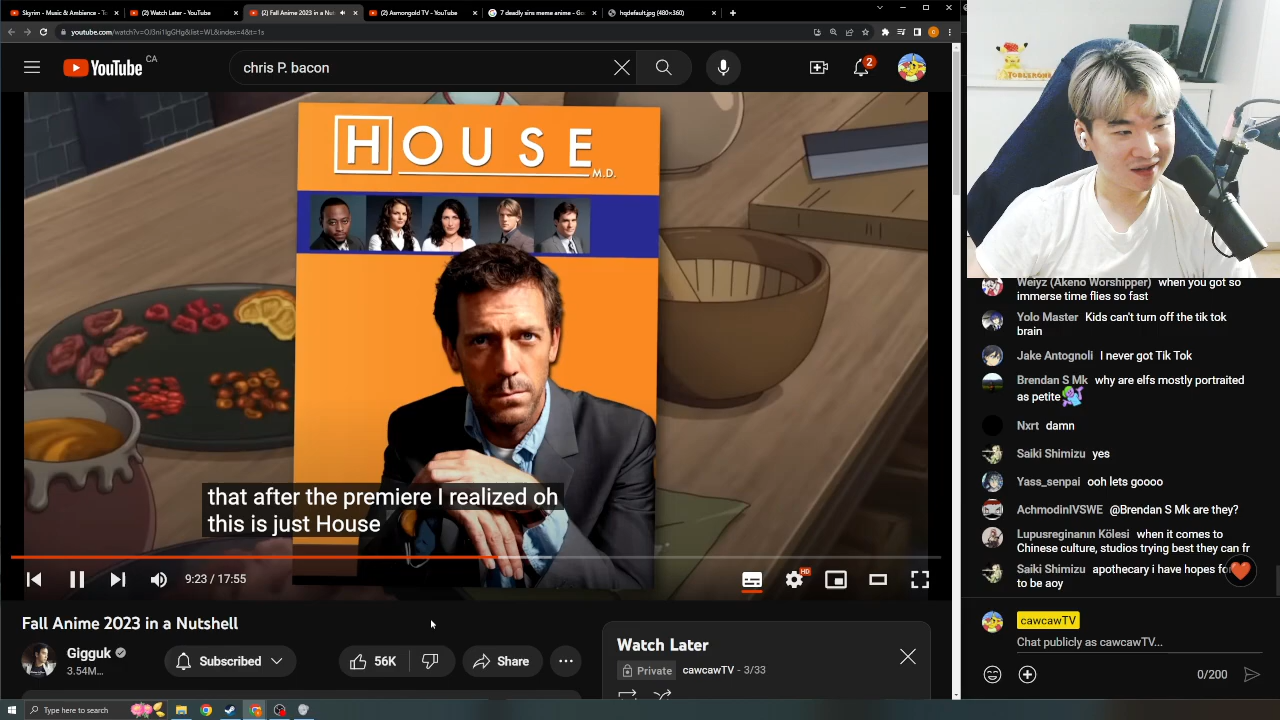 Skyrim - Music & Ambience - To
(2) Watch Later - YouTube
(2) Fall Anime 2023 in a Nut
(2) Asmongold TV - YouTube
7 deadly sins meme anime - Go
hqdefault.jpg (480×360)
youtube.com/watch?v=OJ3ni1IgGHg&list=WL&index=4&t=1s
YouTube CA
chris P. bacon
2
HOUSE M.D.
that after the premiere I realized oh
this is just House
9:23 / 17:55
HD
Fall Anime 2023 in a Nutshell
Gigguk
3.54M...
Subscribed
56K
Share
Watch Later
Private cawcawTV - 3/33
TOBLERONE
Weiyz (Akeno Worshipper) when you got so
immerse time flies so fast
Yolo Master Kids can't turn off the tik tok
brain
Jake Antognoli I never got Tik Tok
Brendan S Mk why are elfs mostly portraited
as petite
Nxrt damn
Saiki Shimizu yes
Yass_senpai ooh lets goooo
AchmodinIVSWE @Brendan S Mk are they?
Lupusreginanın Kölesi when it comes to
Chinese culture, studios trying best they can fr
Saiki Shimizu apothecary i have hopes fo
to be aoy
cawcawTV
Chat publicly as cawcawTV...
0/200
Type here to search